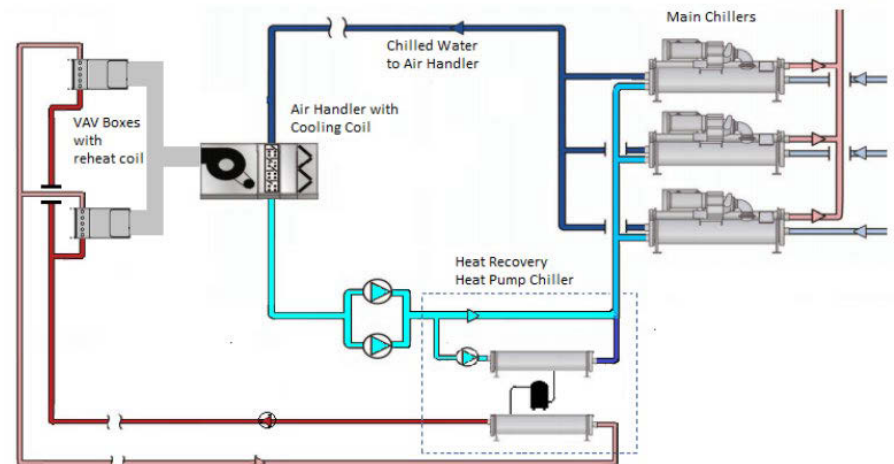 Main Chillers
Chilled Water
to Air Handler
Air Handler with
Cooling Coil
VAV Boxes
with
reheat coil
Heat Recovery
Heat Pump Chiller